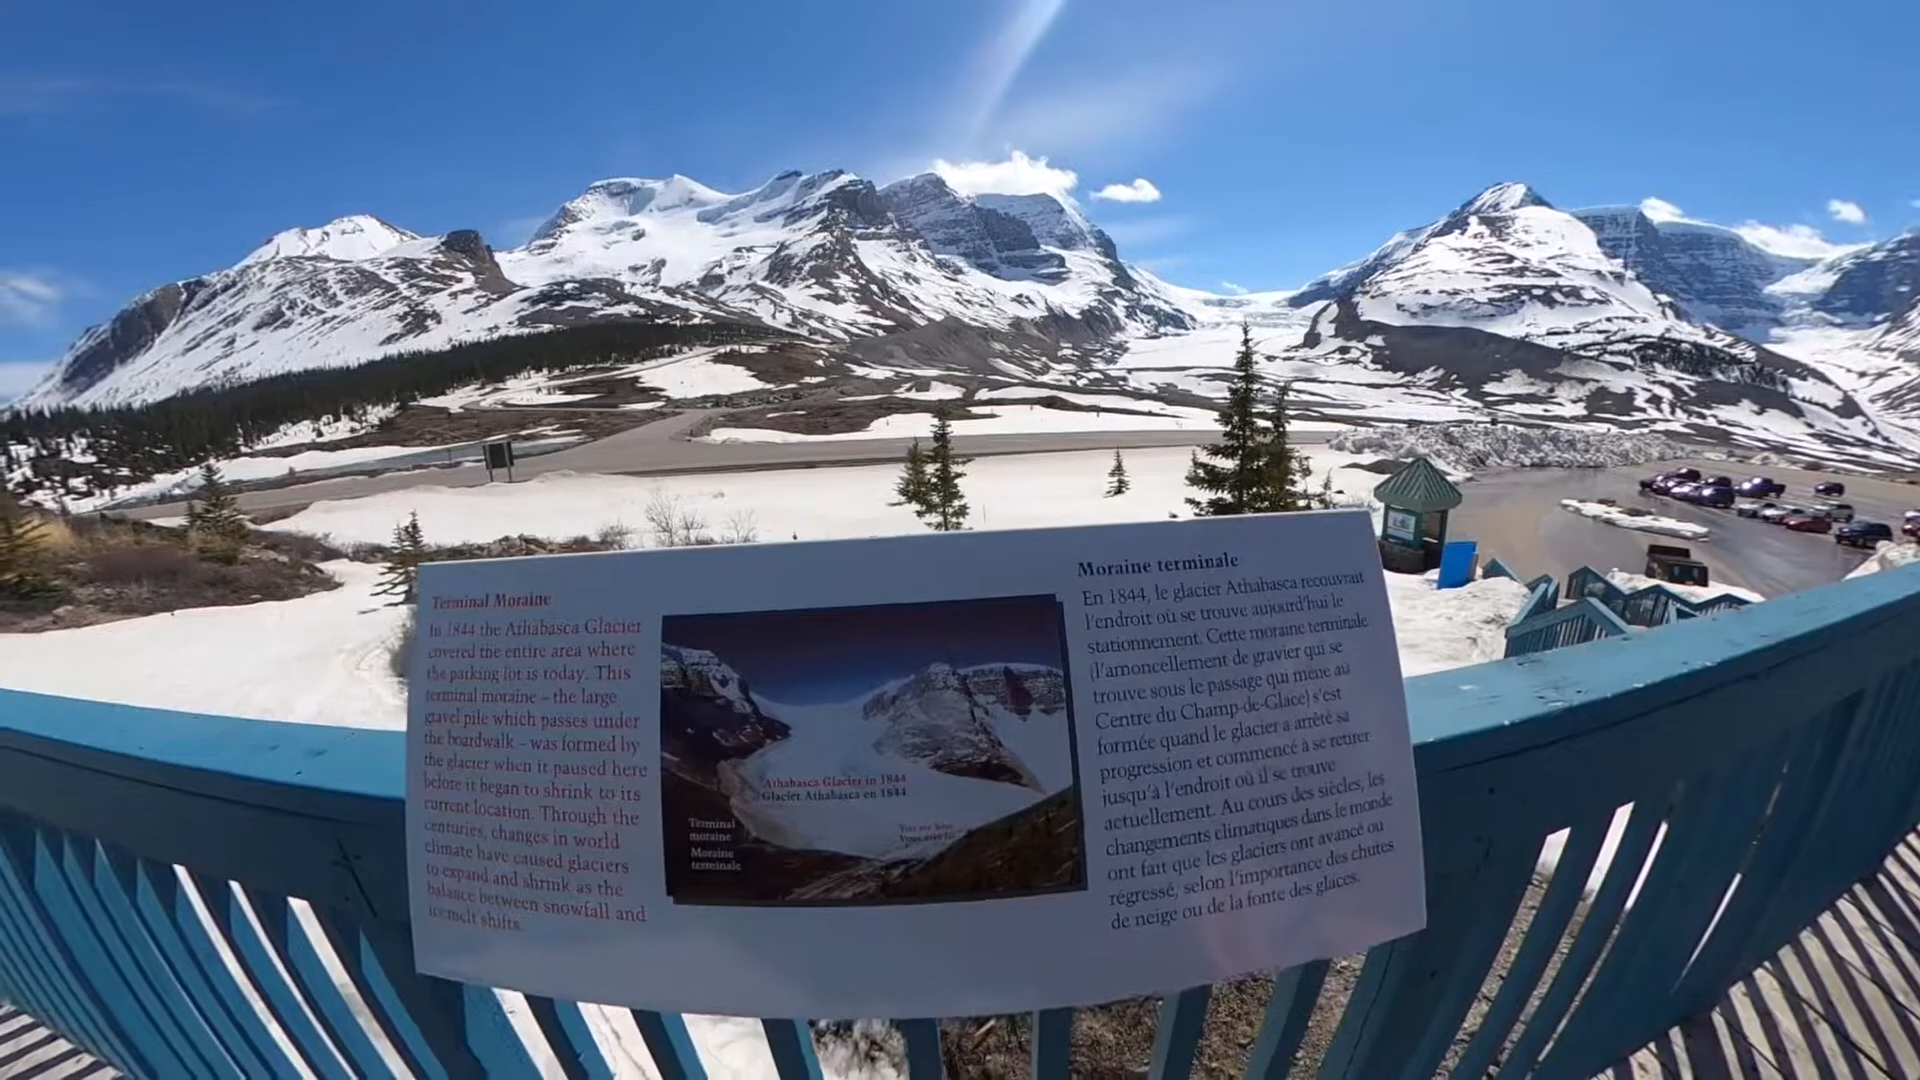 Terminal Moraine
In 1844 the Athabasca Glacier
covered the entire area where
the parking lot is today. This
terminal moraine – the large
gravel pile which passes under
the boardwalk – was formed by
the glacier when it paused here
before it began to shrink to its
current location. Through the
centuries, changes in world
climate have caused glaciers
to expand and shrink as the
balance between snowfall and
icemelt shifts.
Athabasca Glacier in 1844
Glacier Athabasca en 1844
Terminal
moraine
Moraine
terminale
You are here
Vous êtes ici
Moraine terminale
En 1844, le glacier Athabasca recouvrait
l'endroit où se trouve aujourd'hui le
stationnement. Cette moraine terminale
(l'amoncellement de gravier qui se
trouve sous le passage qui mène au
Centre du Champ-de-Glace) s'est
formée quand le glacier a arrêté sa
progression et commencé à se retirer
jusqu'à l'endroit où il se trouve
actuellement. Au cours des siècles, les
changements climatiques dans le monde
ont fait que les glaciers ont avancé ou
régressé, selon l'importance des chutes
de neige ou de la fonte des glaces.